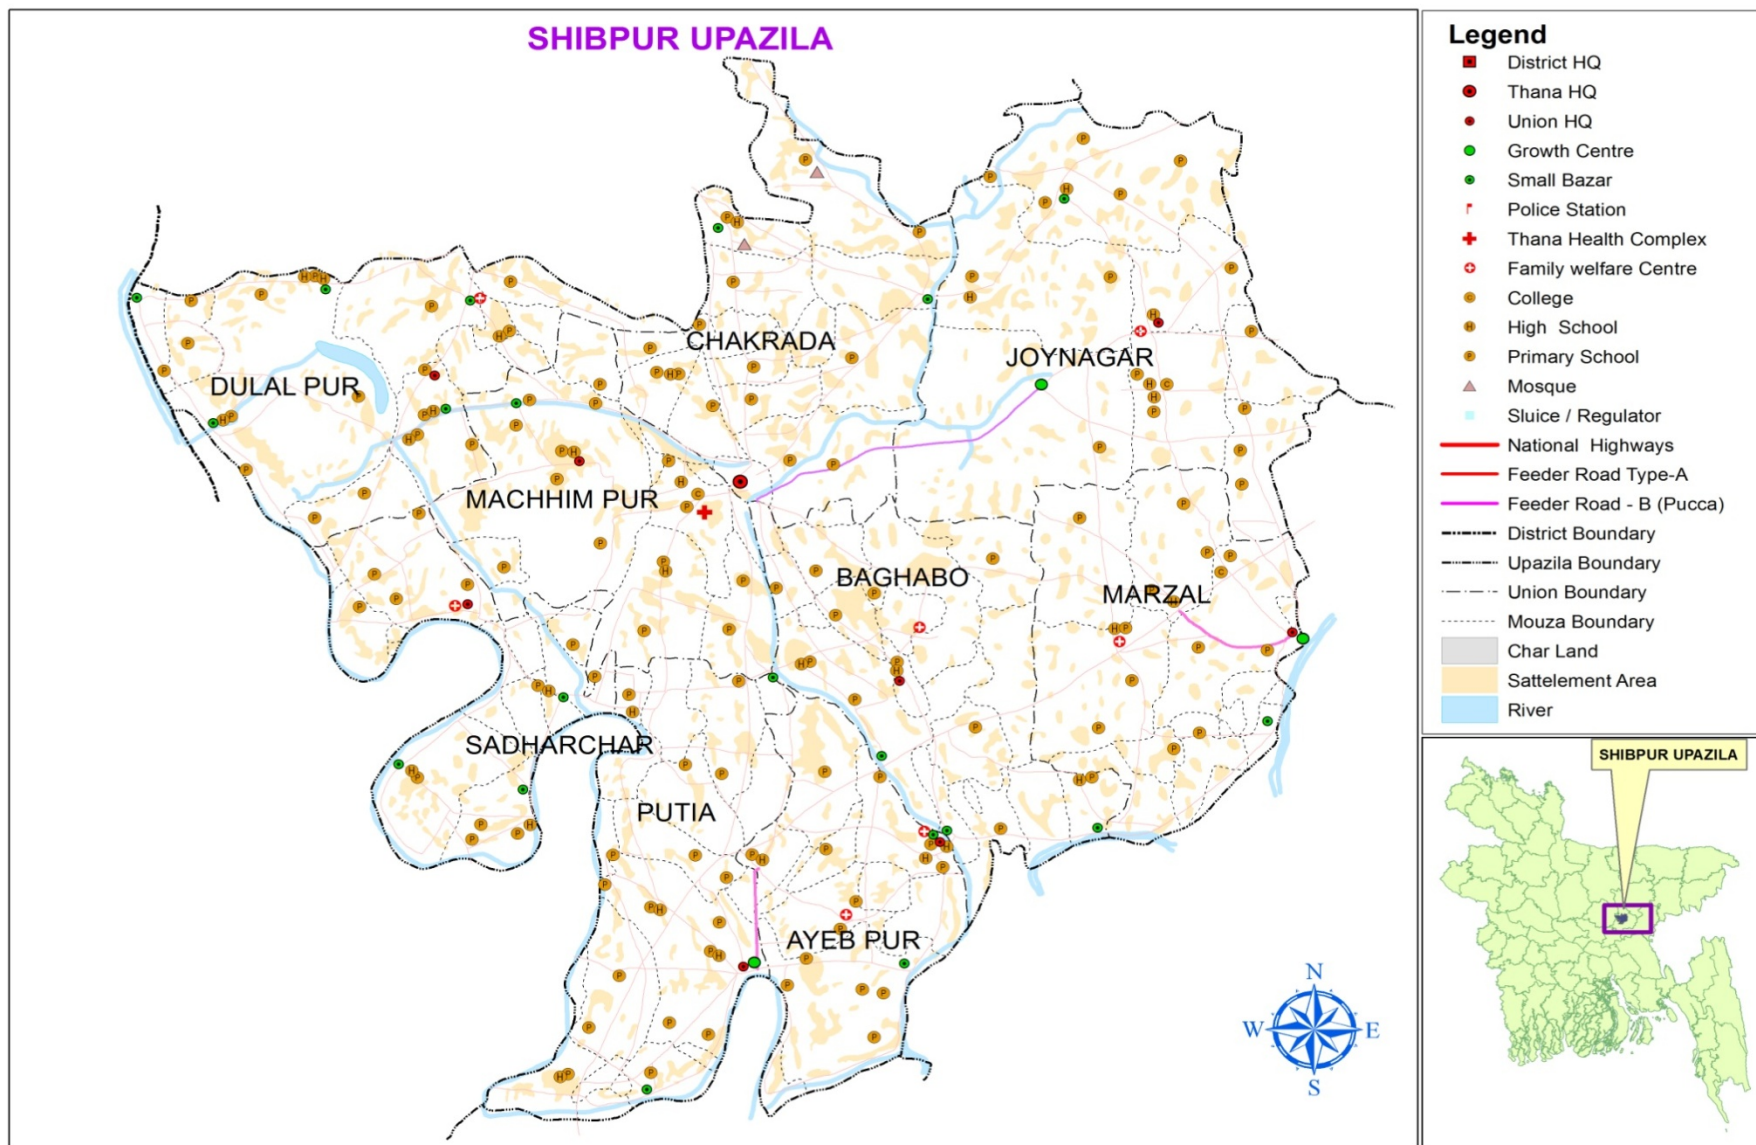 SHIBPUR UPAZILA
CHAKRADA
JOYNAGAR
DULAL PUR
MACHHIM PUR
BAGHABO
MARZAL
SADHARCHAR
PUTIA
AYEB PUR
N
W
E
S
Legend
District HQ
Thana HQ
Union HQ
Growth Centre
Small Bazar
Police Station
Thana Health Complex
Family welfare Centre
College
High School
Primary School
Mosque
Sluice / Regulator
National Highways
Feeder Road Type-A
Feeder Road - B (Pucca)
District Boundary
Upazila Boundary
Union Boundary
Mouza Boundary
Char Land
Sattelement Area
River
SHIBPUR UPAZILA